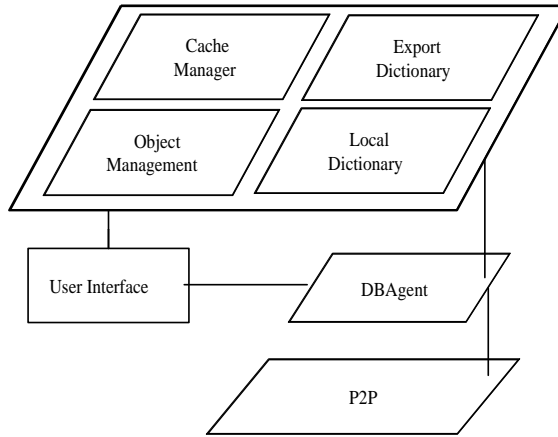 Cache
Manager
Export
Dictionary
Object
Management
Local
Dictionary
User Interface
DBAgent
P2P